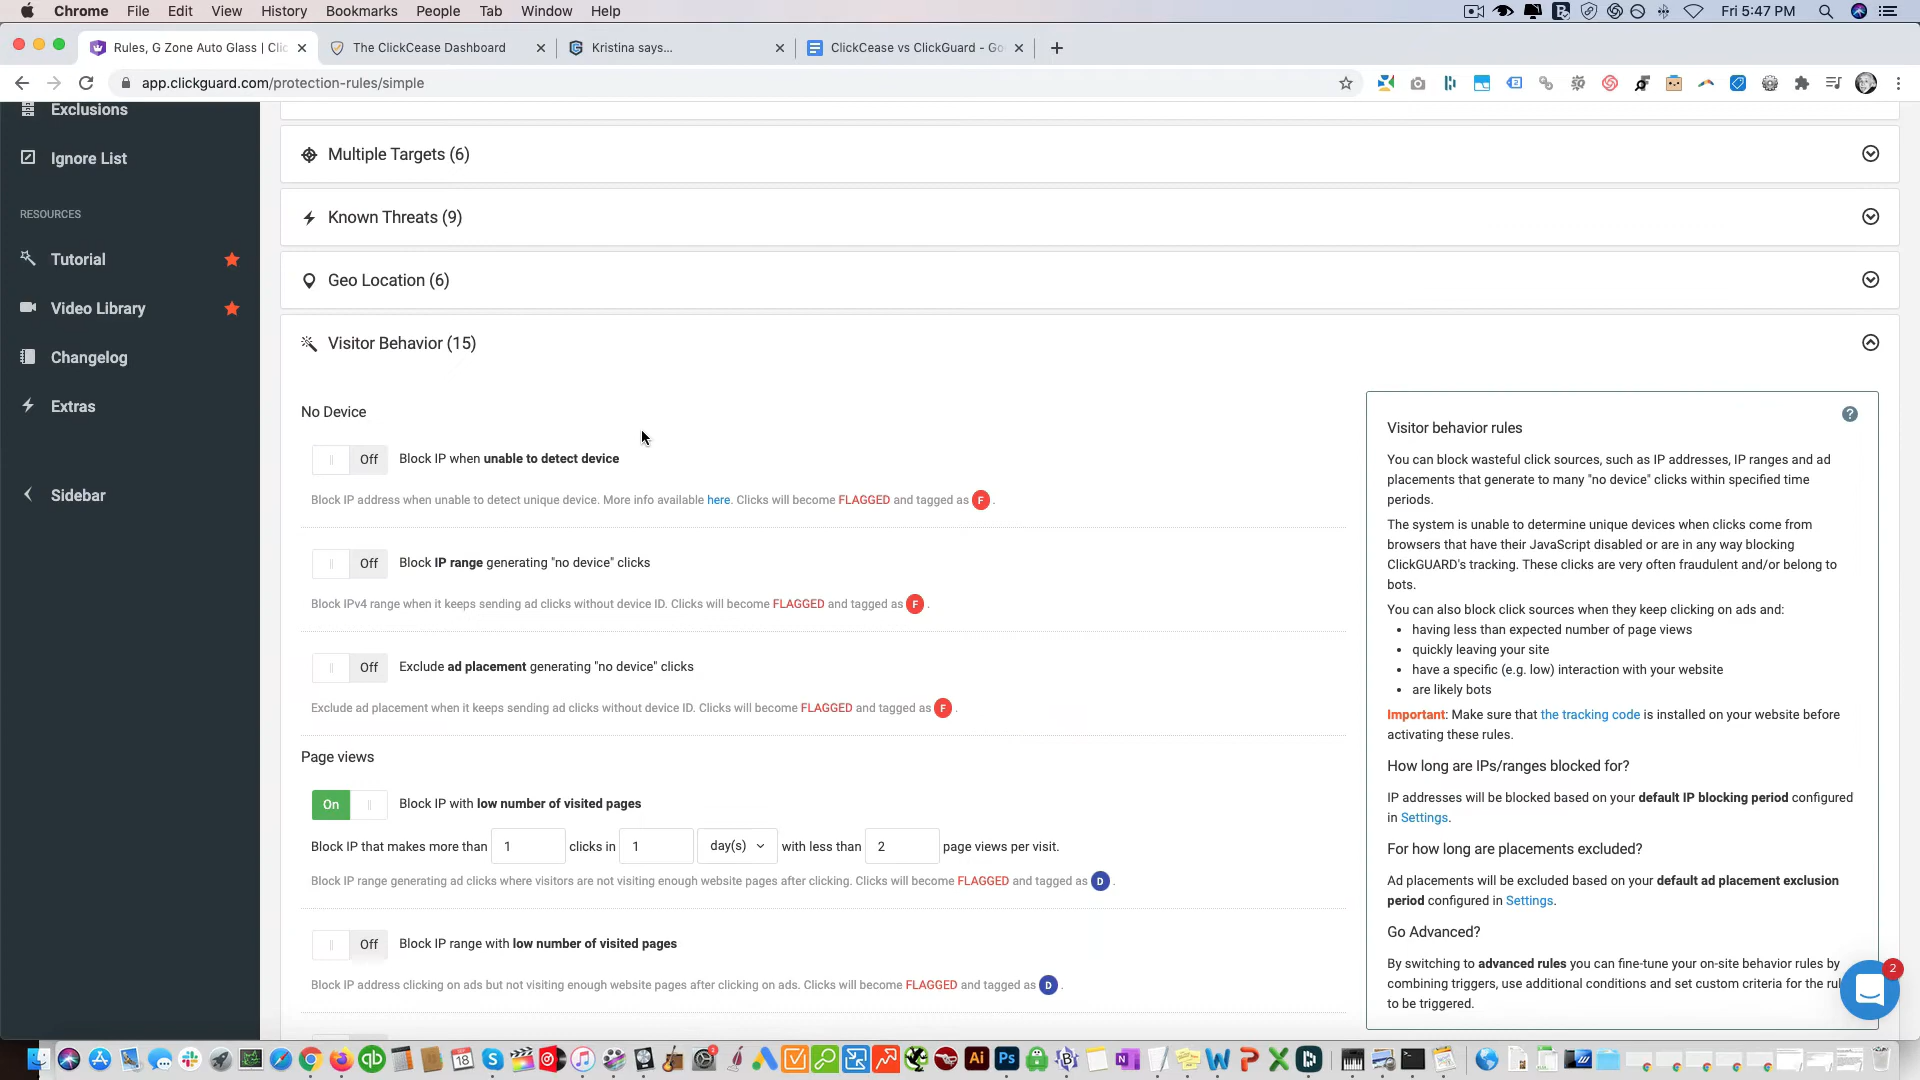 Chrome File Edit View History Bookmarks People Tab Window Help Fri 5:47 PM
Rules, G Zone Auto Glass | Clic
The ClickCease Dashboard
Kristina says...
ClickCease vs ClickGuard - Go
app.clickguard.com/protection-rules/simple
Exclusions
Ignore List
RESOURCES
Tutorial
Video Library
Changelog
Extras
Sidebar
Multiple Targets (6)
Known Threats (9)
Geo Location (6)
Visitor Behavior (15)
No Device
Off Block IP when unable to detect device
Block IP address when unable to detect unique device. More info available here. Clicks will become FLAGGED and tagged as F .
Off Block IP range generating "no device" clicks
Block IPv4 range when it keeps sending ad clicks without device ID. Clicks will become FLAGGED and tagged as F .
Off Exclude ad placement generating "no device" clicks
Exclude ad placement when it keeps sending ad clicks without device ID. Clicks will become FLAGGED and tagged as F .
Page views
On Block IP with low number of visited pages
Block IP that makes more than 1 clicks in 1 day(s) with less than 2 page views per visit.
Block IP range generating ad clicks where visitors are not visiting enough website pages after clicking. Clicks will become FLAGGED and tagged as D .
Off Block IP range with low number of visited pages
Block IP address clicking on ads but not visiting enough website pages after clicking on ads. Clicks will become FLAGGED and tagged as D .
?
Visitor behavior rules
You can block wasteful click sources, such as IP addresses, IP ranges and ad
placements that generate to many "no device" clicks within specified time
periods.
The system is unable to determine unique devices when clicks come from
browsers that have their JavaScript disabled or are in any way blocking
ClickGUARD's tracking. These clicks are very often fraudulent and/or belong to
bots.
You can also block click sources when they keep clicking on ads and:
• having less than expected number of page views
• quickly leaving your site
• have a specific (e.g. low) interaction with your website
• are likely bots
Important: Make sure that the tracking code is installed on your website before
activating these rules.
How long are IPs/ranges blocked for?
IP addresses will be blocked based on your default IP blocking period configured
in Settings.
For how long are placements excluded?
Ad placements will be excluded based on your default ad placement exclusion
period configured in Settings.
Go Advanced?
By switching to advanced rules you can fine-tune your on-site behavior rules by
combining triggers, use additional conditions and set custom criteria for the rul
to be triggered.
2
18
Ai
Ps